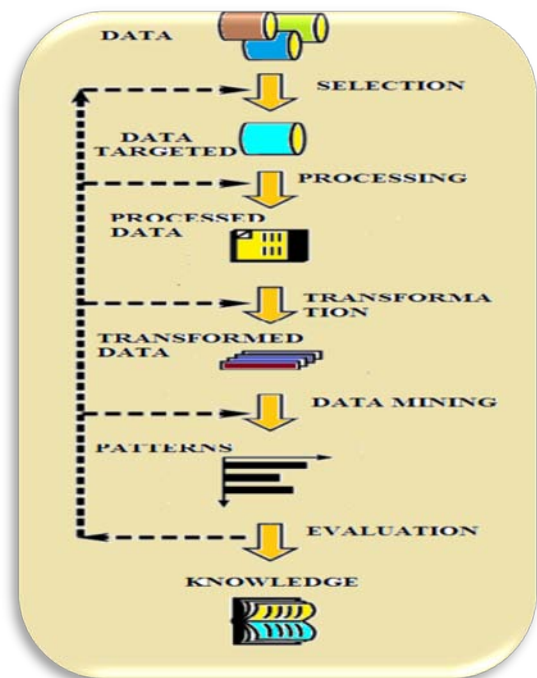 DATA
SELECTION
DATA
TARGETED
PROCESSING
PROCESSED
DATA
TRANSFORMA
TION
TRANSFORMED
DATA
DATA MINING
PATTERNS
EVALUATION
KNOWLEDGE